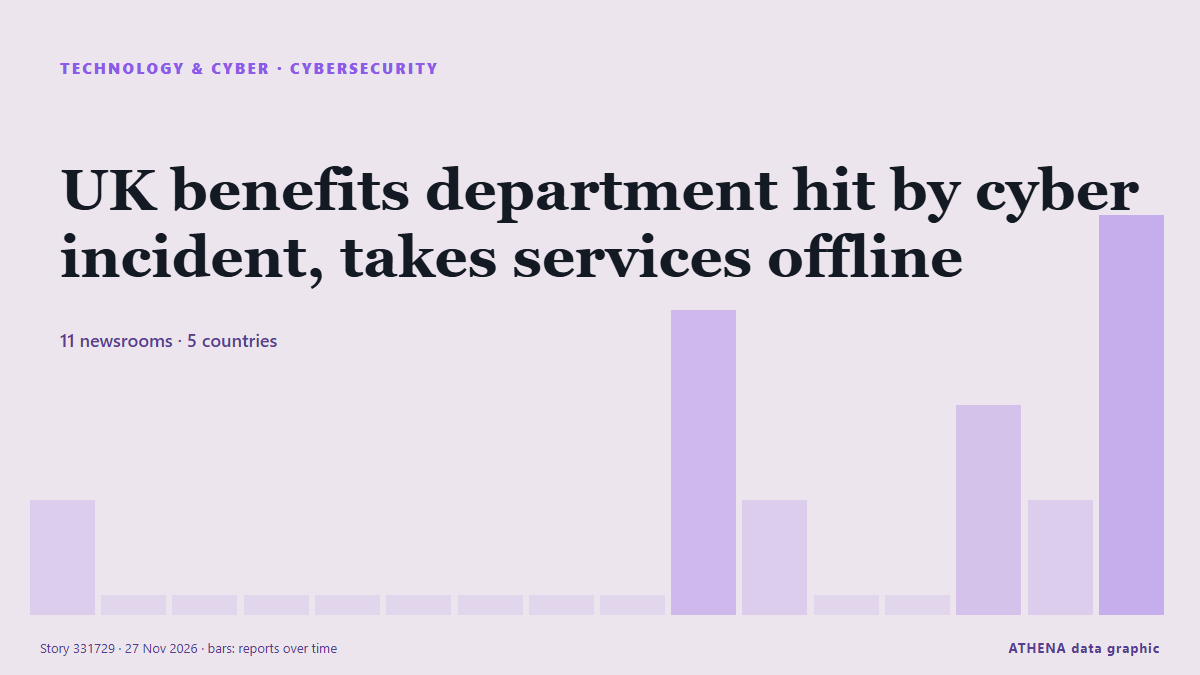 TECHNOLOGY & CYBER · CYBERSECURITY
UK benefits department hit by cyber
incident, takes services offline
11 newsrooms · 5 countries
Story 331729 · 27 Nov 2026 · bars: reports over time
ATHENA data graphic